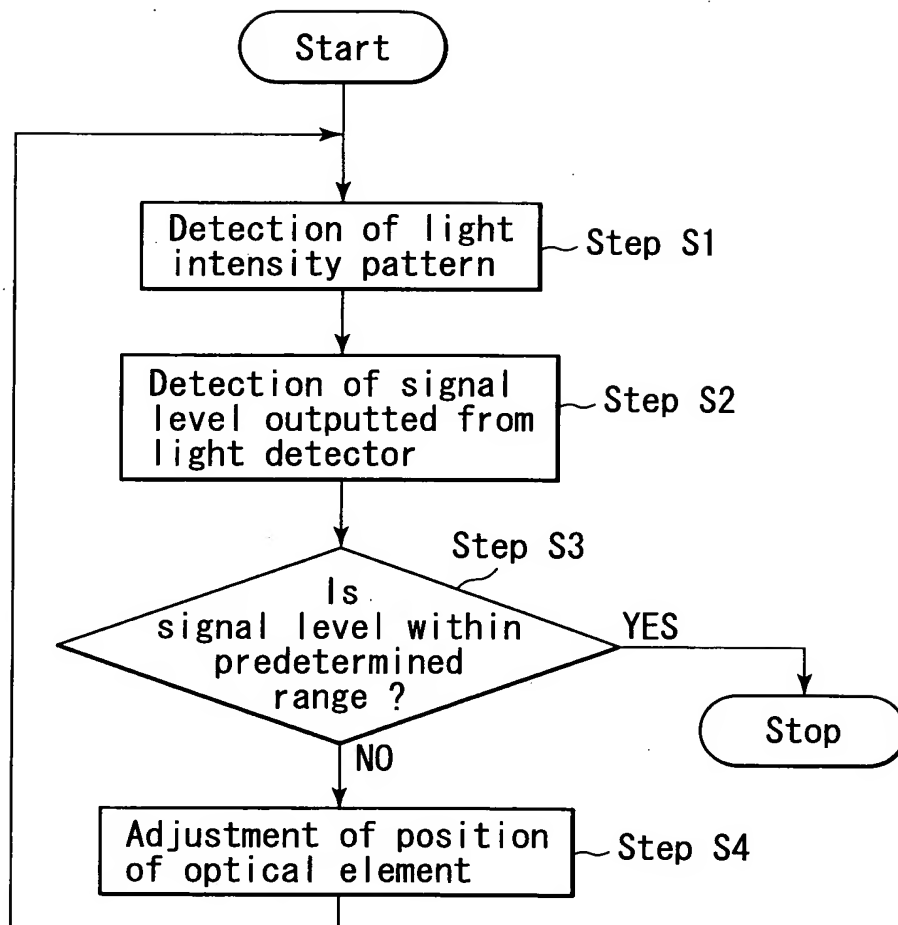 Start
Detection of light
intensity pattern
Step S1
Detection of signal
level outputted from
light detector
Step S2
Step S3
Is
signal level within
predetermined
range ?
YES
Stop
NO
Adjustment of position
of optical element
Step S4